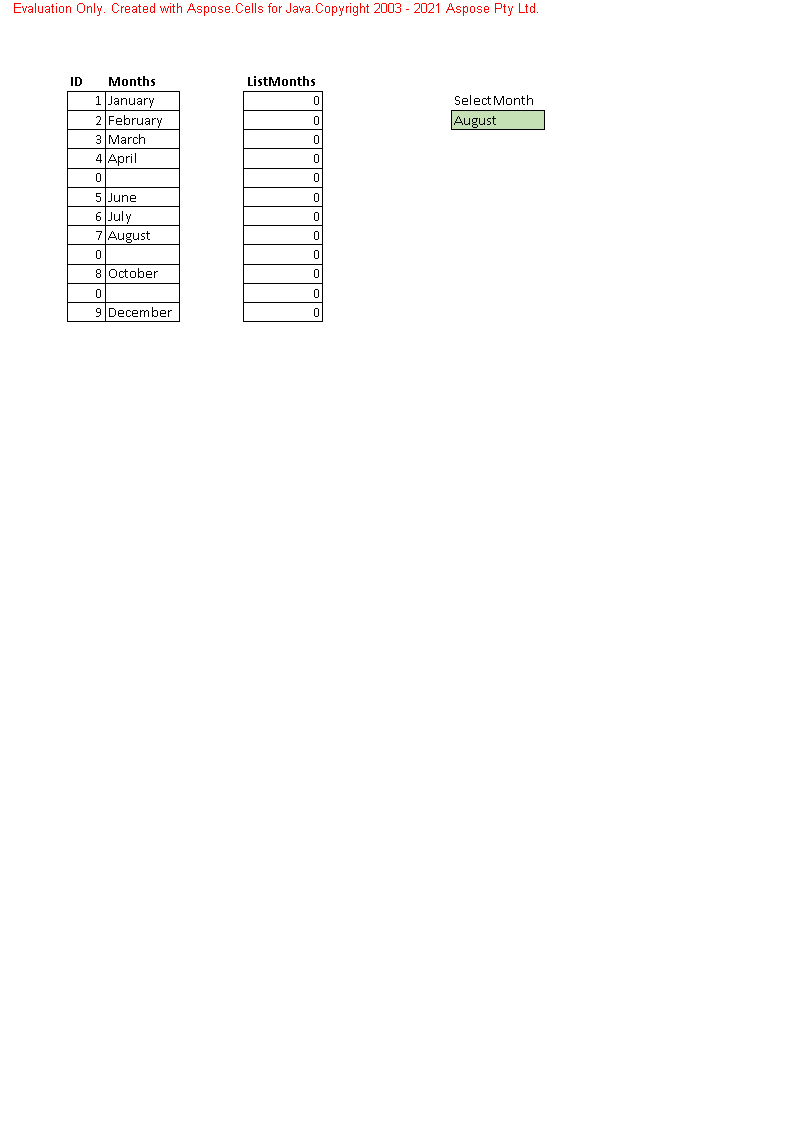 Evaluation Only. Created with Aspose.Cells for Java.Copyright 2003 - 2021 Aspose Pty Ltd.
ID Months ListMonths
1 January 0 SelectMonth
2 February 0 August
3 March 0
4 April 0
0 0
5 June 0
6 July 0
7 August 0
0 0
8 October 0
0 0
9 December 0